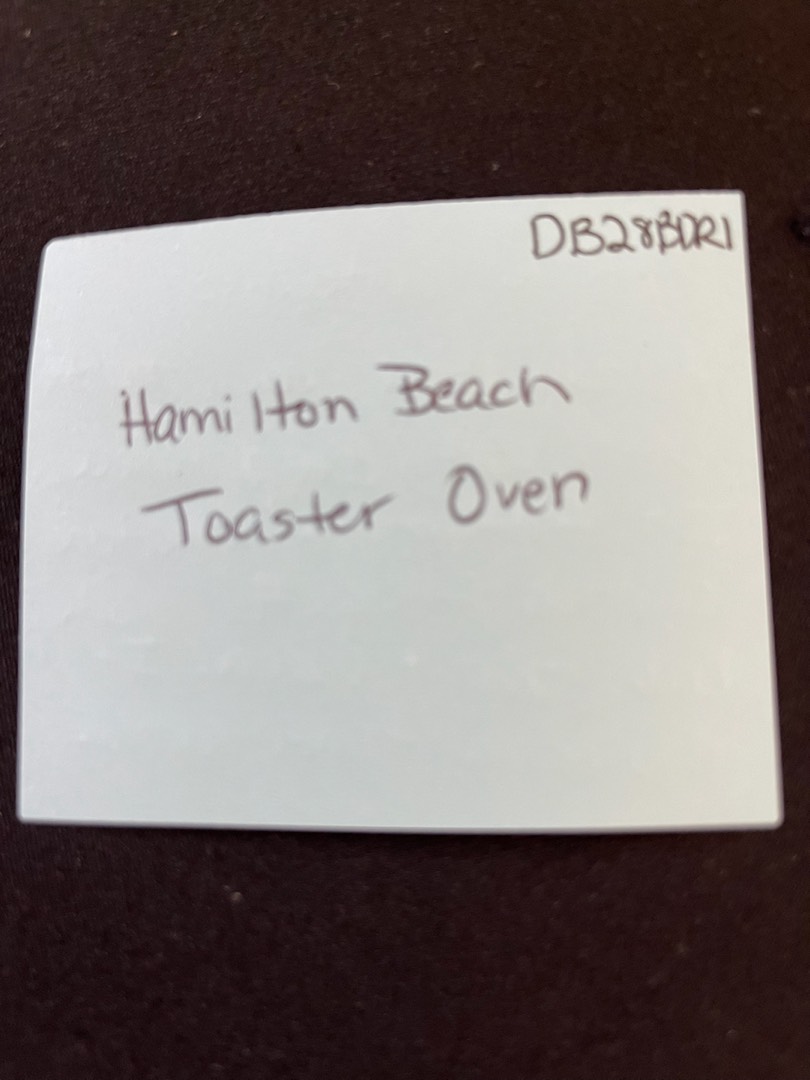 DB28BDR1
Hamilton Beach
Toaster Oven